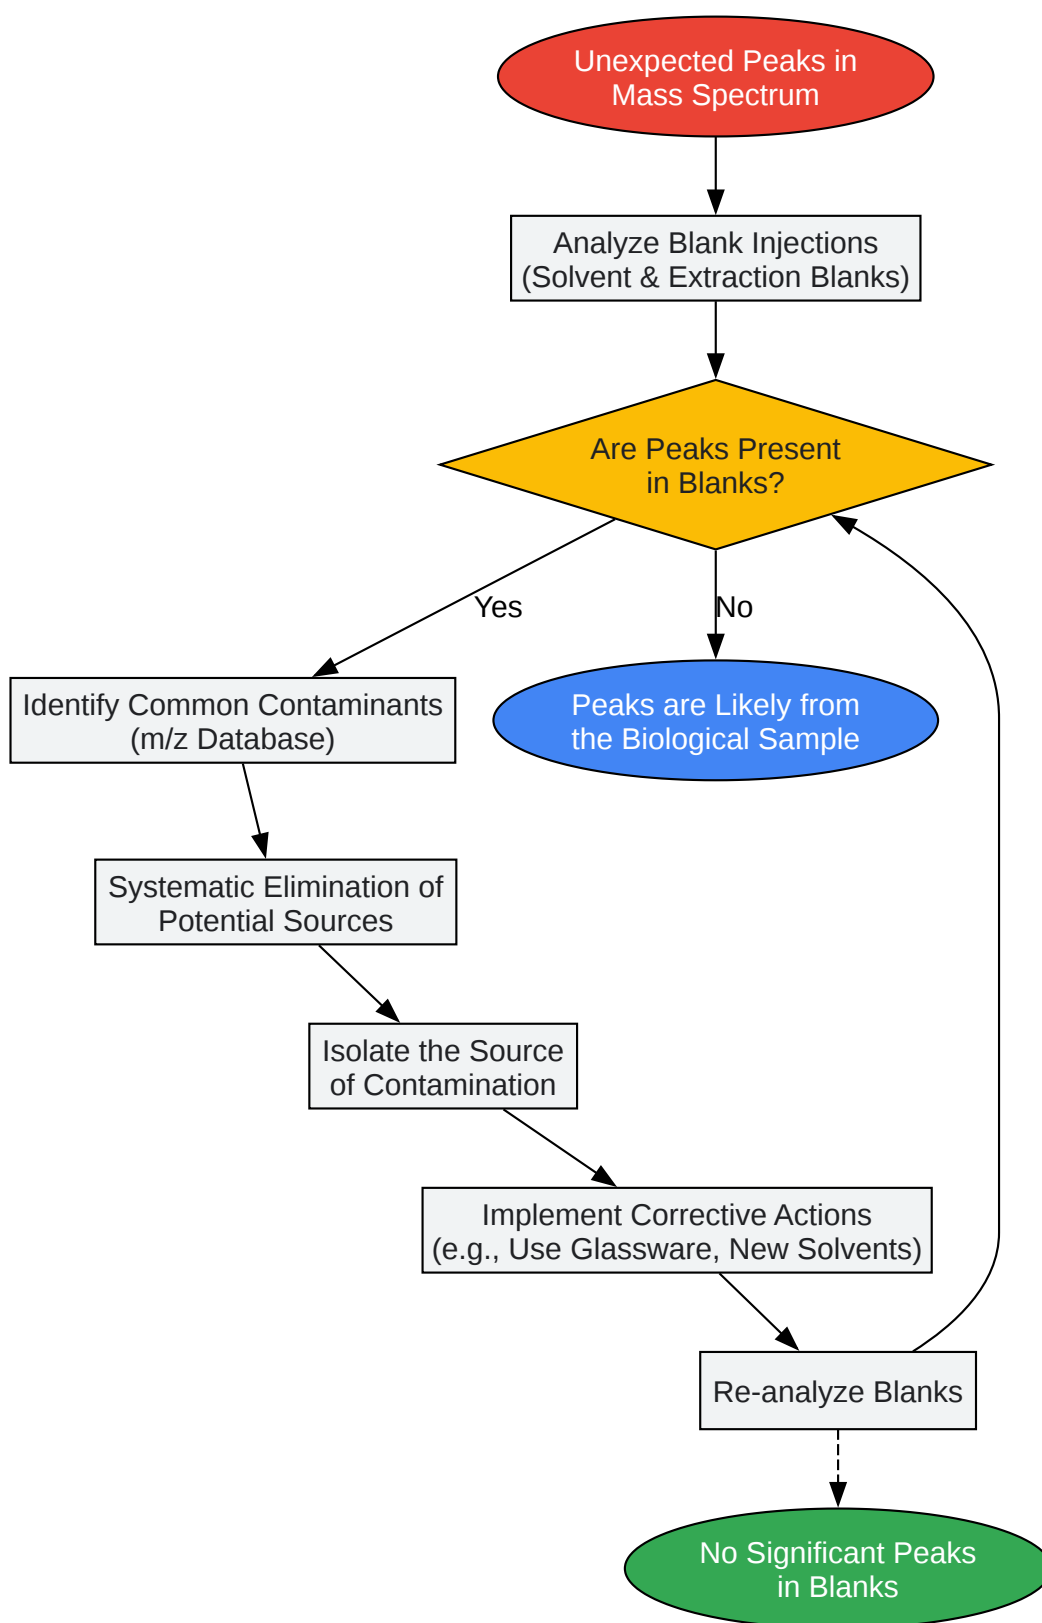 Unexpected Peaks in
Mass Spectrum
Analyze Blank Injections
(Solvent & Extraction Blanks)
Are Peaks Present
in Blanks?
Yes
No
Identify Common Contaminants
(m/z Database)
Peaks are Likely from
the Biological Sample
Systematic Elimination of
Potential Sources
Isolate the Source
of Contamination
Implement Corrective Actions
(e.g., Use Glassware, New Solvents)
Re-analyze Blanks
No Significant Peaks
in Blanks